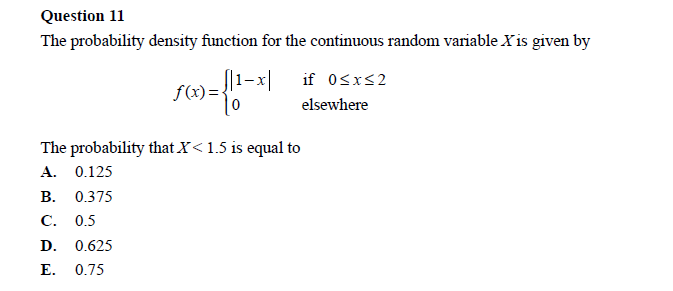 Question 11
The probability density function for the continuous random variable X is given by
f(x) = { |1−x| if 0≤x≤2
0 elsewhere
The probability that X < 1.5 is equal to
A. 0.125
B. 0.375
C. 0.5
D. 0.625
E. 0.75